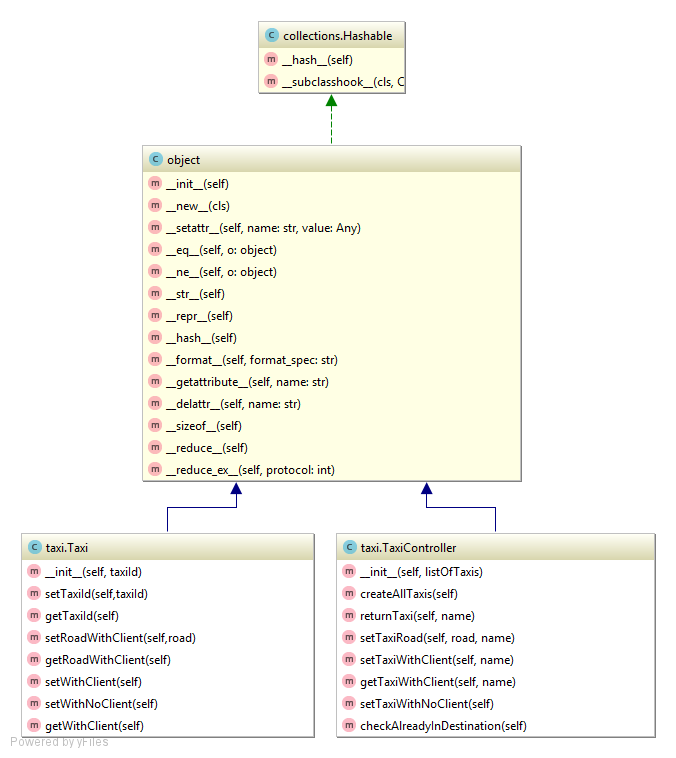 collections.Hashable
__hash__(self)
__subclasshook__(cls, C
object
__init__(self)
__new__(cls)
__setattr__(self, name: str, value: Any)
__eq__(self, o: object)
__ne__(self, o: object)
__str__(self)
__repr__(self)
__hash__(self)
__format__(self, format_spec: str)
__getattribute__(self, name: str)
__delattr__(self, name: str)
__sizeof__(self)
__reduce__(self)
__reduce_ex__(self, protocol: int)
taxi.Taxi
__init__(self, taxiId)
setTaxiId(self,taxiId)
getTaxiId(self)
setRoadWithClient(self,road)
getRoadWithClient(self)
setWithClient(self)
setWithNoClient(self)
getWithClient(self)
taxi.TaxiController
__init__(self, listOfTaxis)
createAllTaxis(self)
returnTaxi(self, name)
setTaxiRoad(self, road, name)
setTaxiWithClient(self, name)
getTaxiWithClient(self, name)
setTaxiWithNoClient(self)
checkAlreadyInDestination(self)
Powered by yFiles